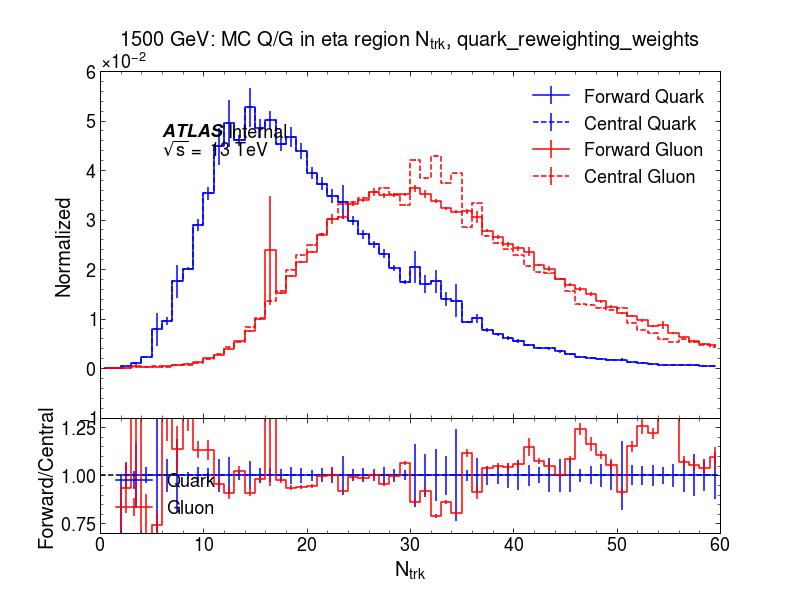 1500 GeV: MC Q/G in eta region N_trk, quark_reweighting_weights
×10⁻²
6
5
4
3
2
1
0
−1
Normalized
ATLAS Internal
√s = 13 TeV
Forward Quark
Central Quark
Forward Gluon
Central Gluon
1.25
1.00
0.75
Forward/Central
Quark
Gluon
0 10 20 30 40 50 60
N_trk